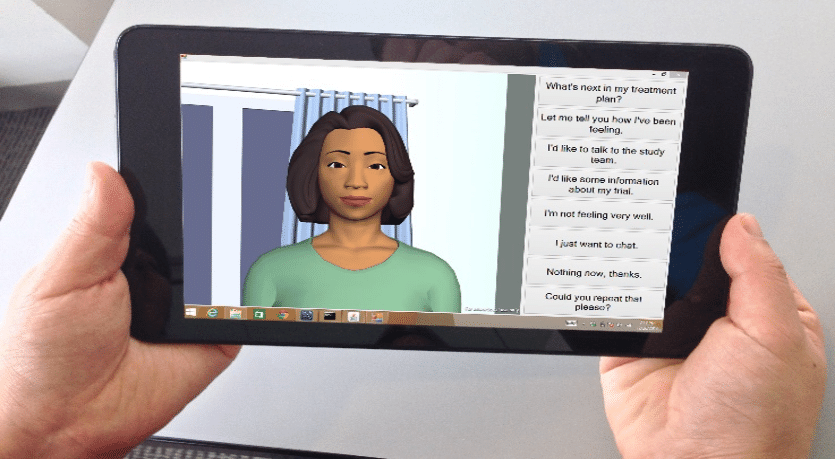 What's next in my treatment
plan?
Let me tell you how I've been
feeling.
I'd like to talk to the study
team.
I'd like some information
about my trial.
I'm not feeling very well.
I just want to chat.
Nothing now, thanks.
Could you repeat that
please?